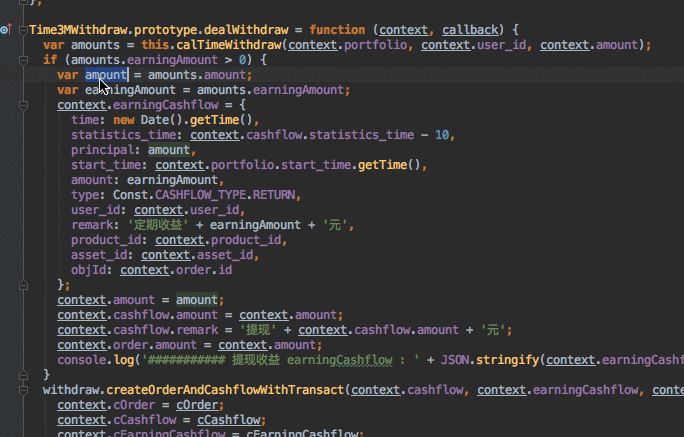 };
Time3MWithdraw.prototype.dealWithdraw = function (context, callback) {
var amounts = this.calTimeWithdraw(context.portfolio, context.user_id, context.amount);
if (amounts.earningAmount > 0) {
var amount = amounts.amount;
var earningAmount = amounts.earningAmount;
context.earningCashflow = {
time: new Date().getTime(),
statistics_time: context.cashflow.statistics_time - 10,
principal: amount,
start_time: context.portfolio.start_time.getTime(),
amount: earningAmount,
type: Const.CASHFLOW_TYPE.RETURN,
user_id: context.user_id,
remark: '定期收益' + earningAmount + '元',
product_id: context.product_id,
asset_id: context.asset_id,
objId: context.order.id
};
context.amount = amount;
context.cashflow.amount = context.amount;
context.cashflow.remark = '提现' + context.cashflow.amount + '元';
context.order.amount = context.amount;
console.log('########### 提现收益 earningCashflow : ' + JSON.stringify(context.earningCashf
}
withdraw.createOrderAndCashflowWithTransact(context.cashflow, context.earningCashflow, conte
context.cOrder = cOrder;
context.cCashflow = cCashflow;
context.cEarningCashflow = cEarningCashflow;